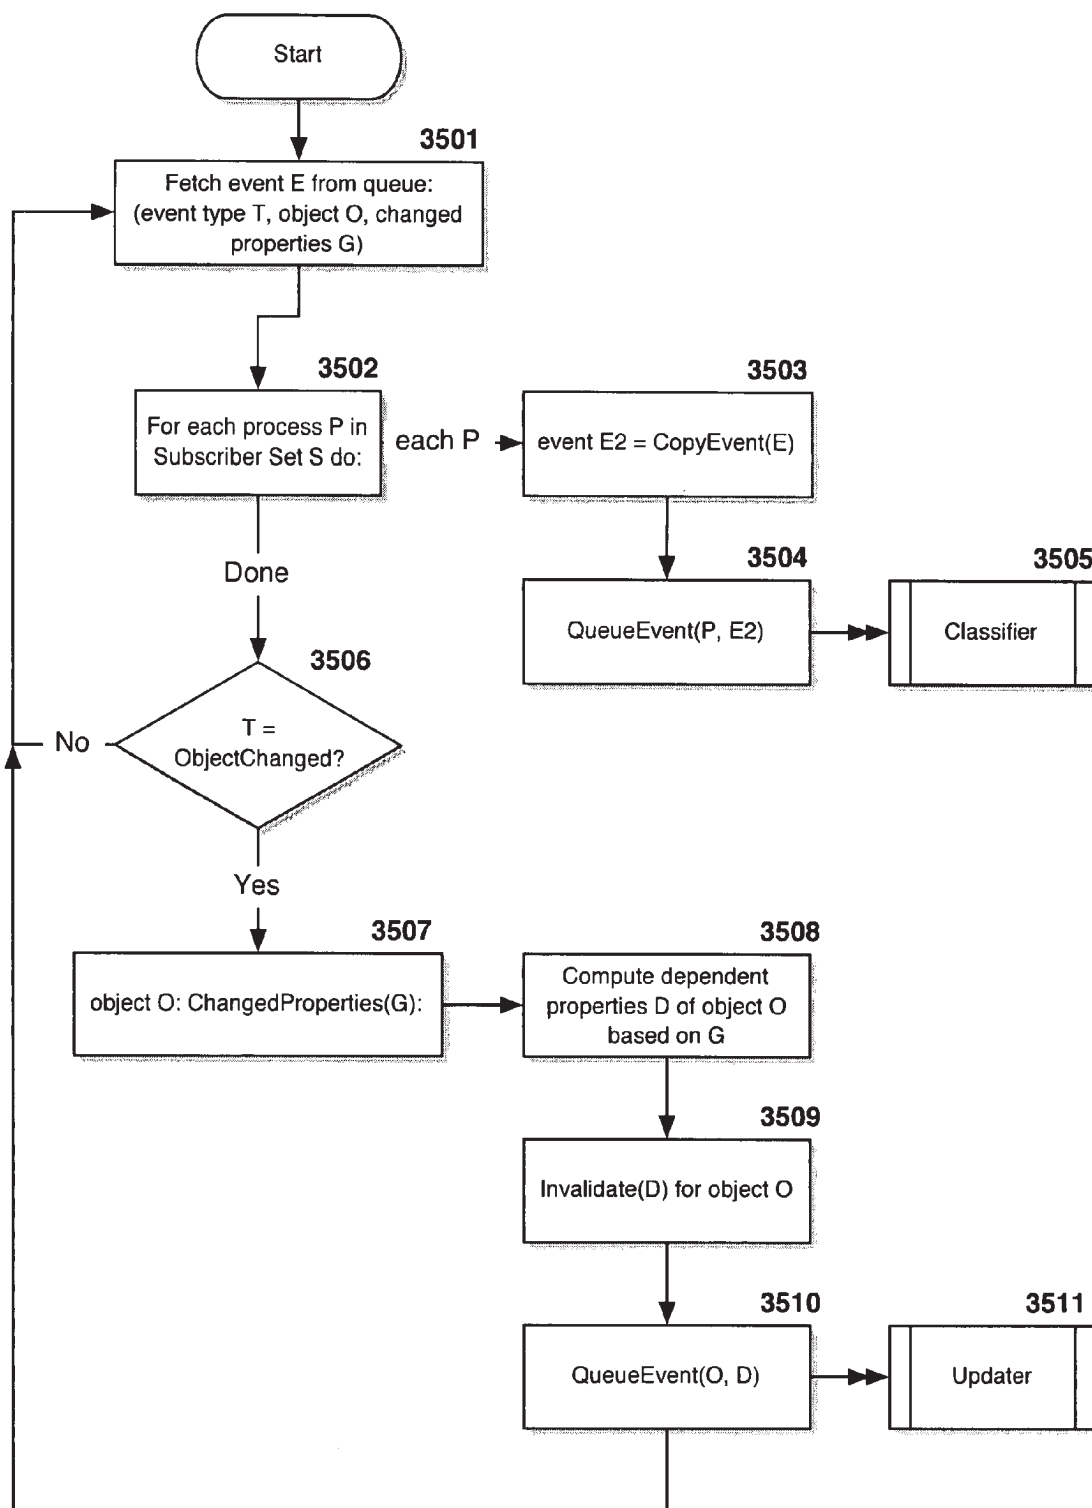 Start
3501
Fetch event E from queue:
(event type T, object O, changed
properties G)
3502
For each process P in
Subscriber Set S do:
each P
3503
event E2 = CopyEvent(E)
3504
QueueEvent(P, E2)
3505
Classifier
Done
3506
T =
ObjectChanged?
No
Yes
3507
object O: ChangedProperties(G):
3508
Compute dependent
properties D of object O
based on G
3509
Invalidate(D) for object O
3510
QueueEvent(O, D)
3511
Updater